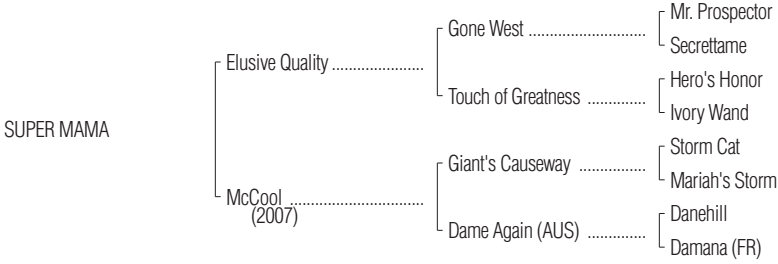 Mr. Prospector
Gone West ............................
Secrettame
Elusive Quality ......................
Hero's Honor
Touch of Greatness ..............
Ivory Wand
SUPER MAMA
Storm Cat
Giant's Causeway ................
Mariah's Storm
McCool ................................
(2007)
Danehill
Dame Again (AUS) ..............
Damana (FR)